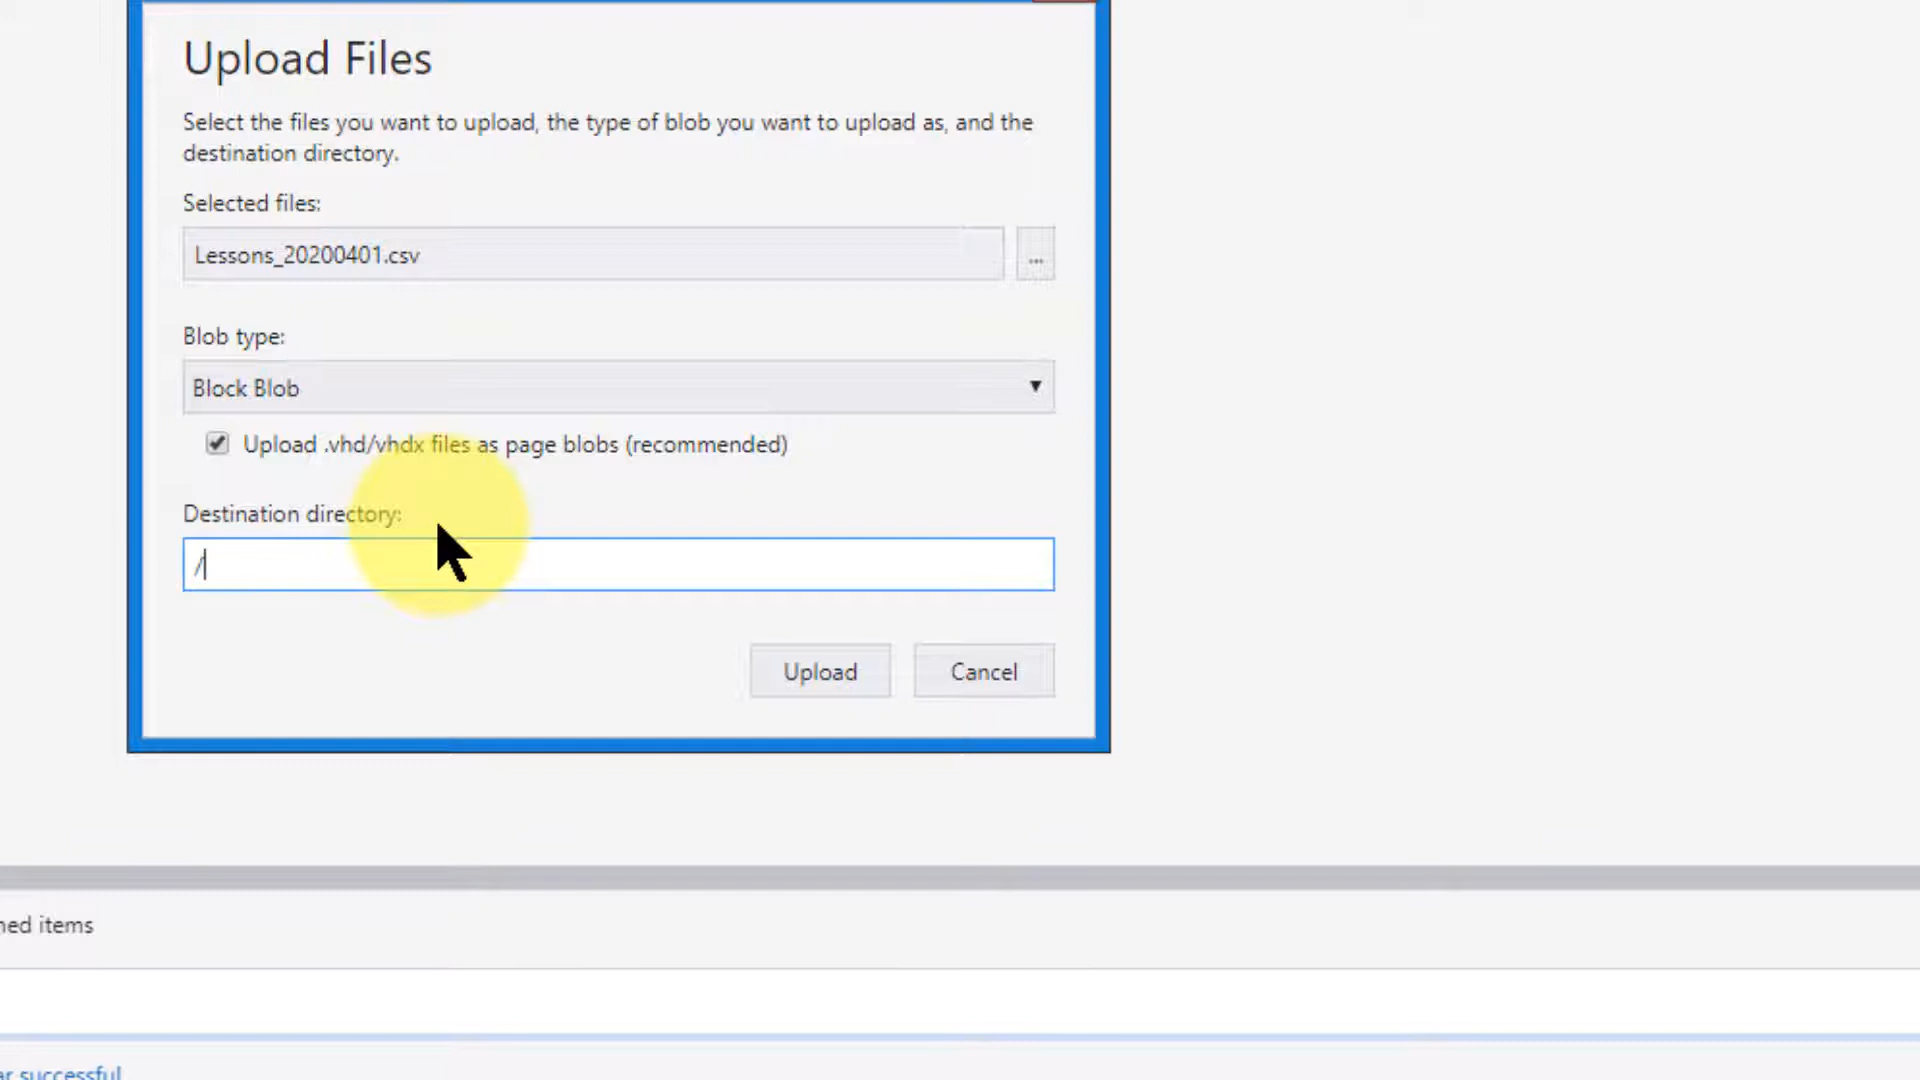 Upload Files
Select the files you want to upload, the type of blob you want to upload as, and the
destination directory.
Selected files:
Lessons_20200401.csv
...
Blob type:
Block Blob
Upload .vhd/vhdx files as page blobs (recommended)
Destination directory:
/
Upload Cancel
items
successful